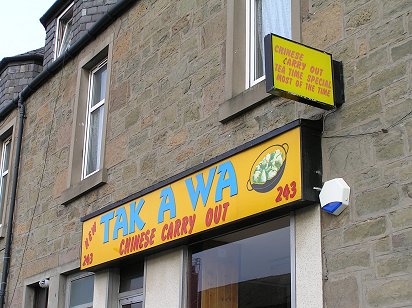 CHINESE
CARRY OUT
TEA TIME SPECIAL
MOST OF THE TIME
NEW TAK A WA
243 CHINESE CARRY OUT 243